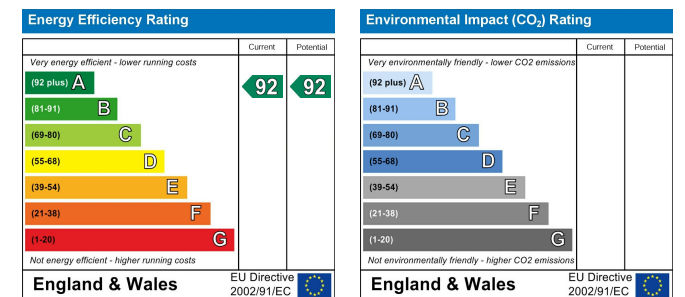 Energy Efficiency Rating
Current Potential
Very energy efficient - lower running costs
(92 plus) A
92 92
(81-91) B
(69-80) C
(55-68) D
(39-54) E
(21-38) F
(1-20) G
Not energy efficient - higher running costs
England & Wales
EU Directive
2002/91/EC
Environmental Impact (CO₂) Rating
Current Potential
Very environmentally friendly - lower CO2 emissions
(92 plus) A
(81-91) B
(69-80) C
(55-68) D
(39-54) E
(21-38) F
(1-20) G
Not environmentally friendly - higher CO2 emissions
England & Wales
EU Directive
2002/91/EC